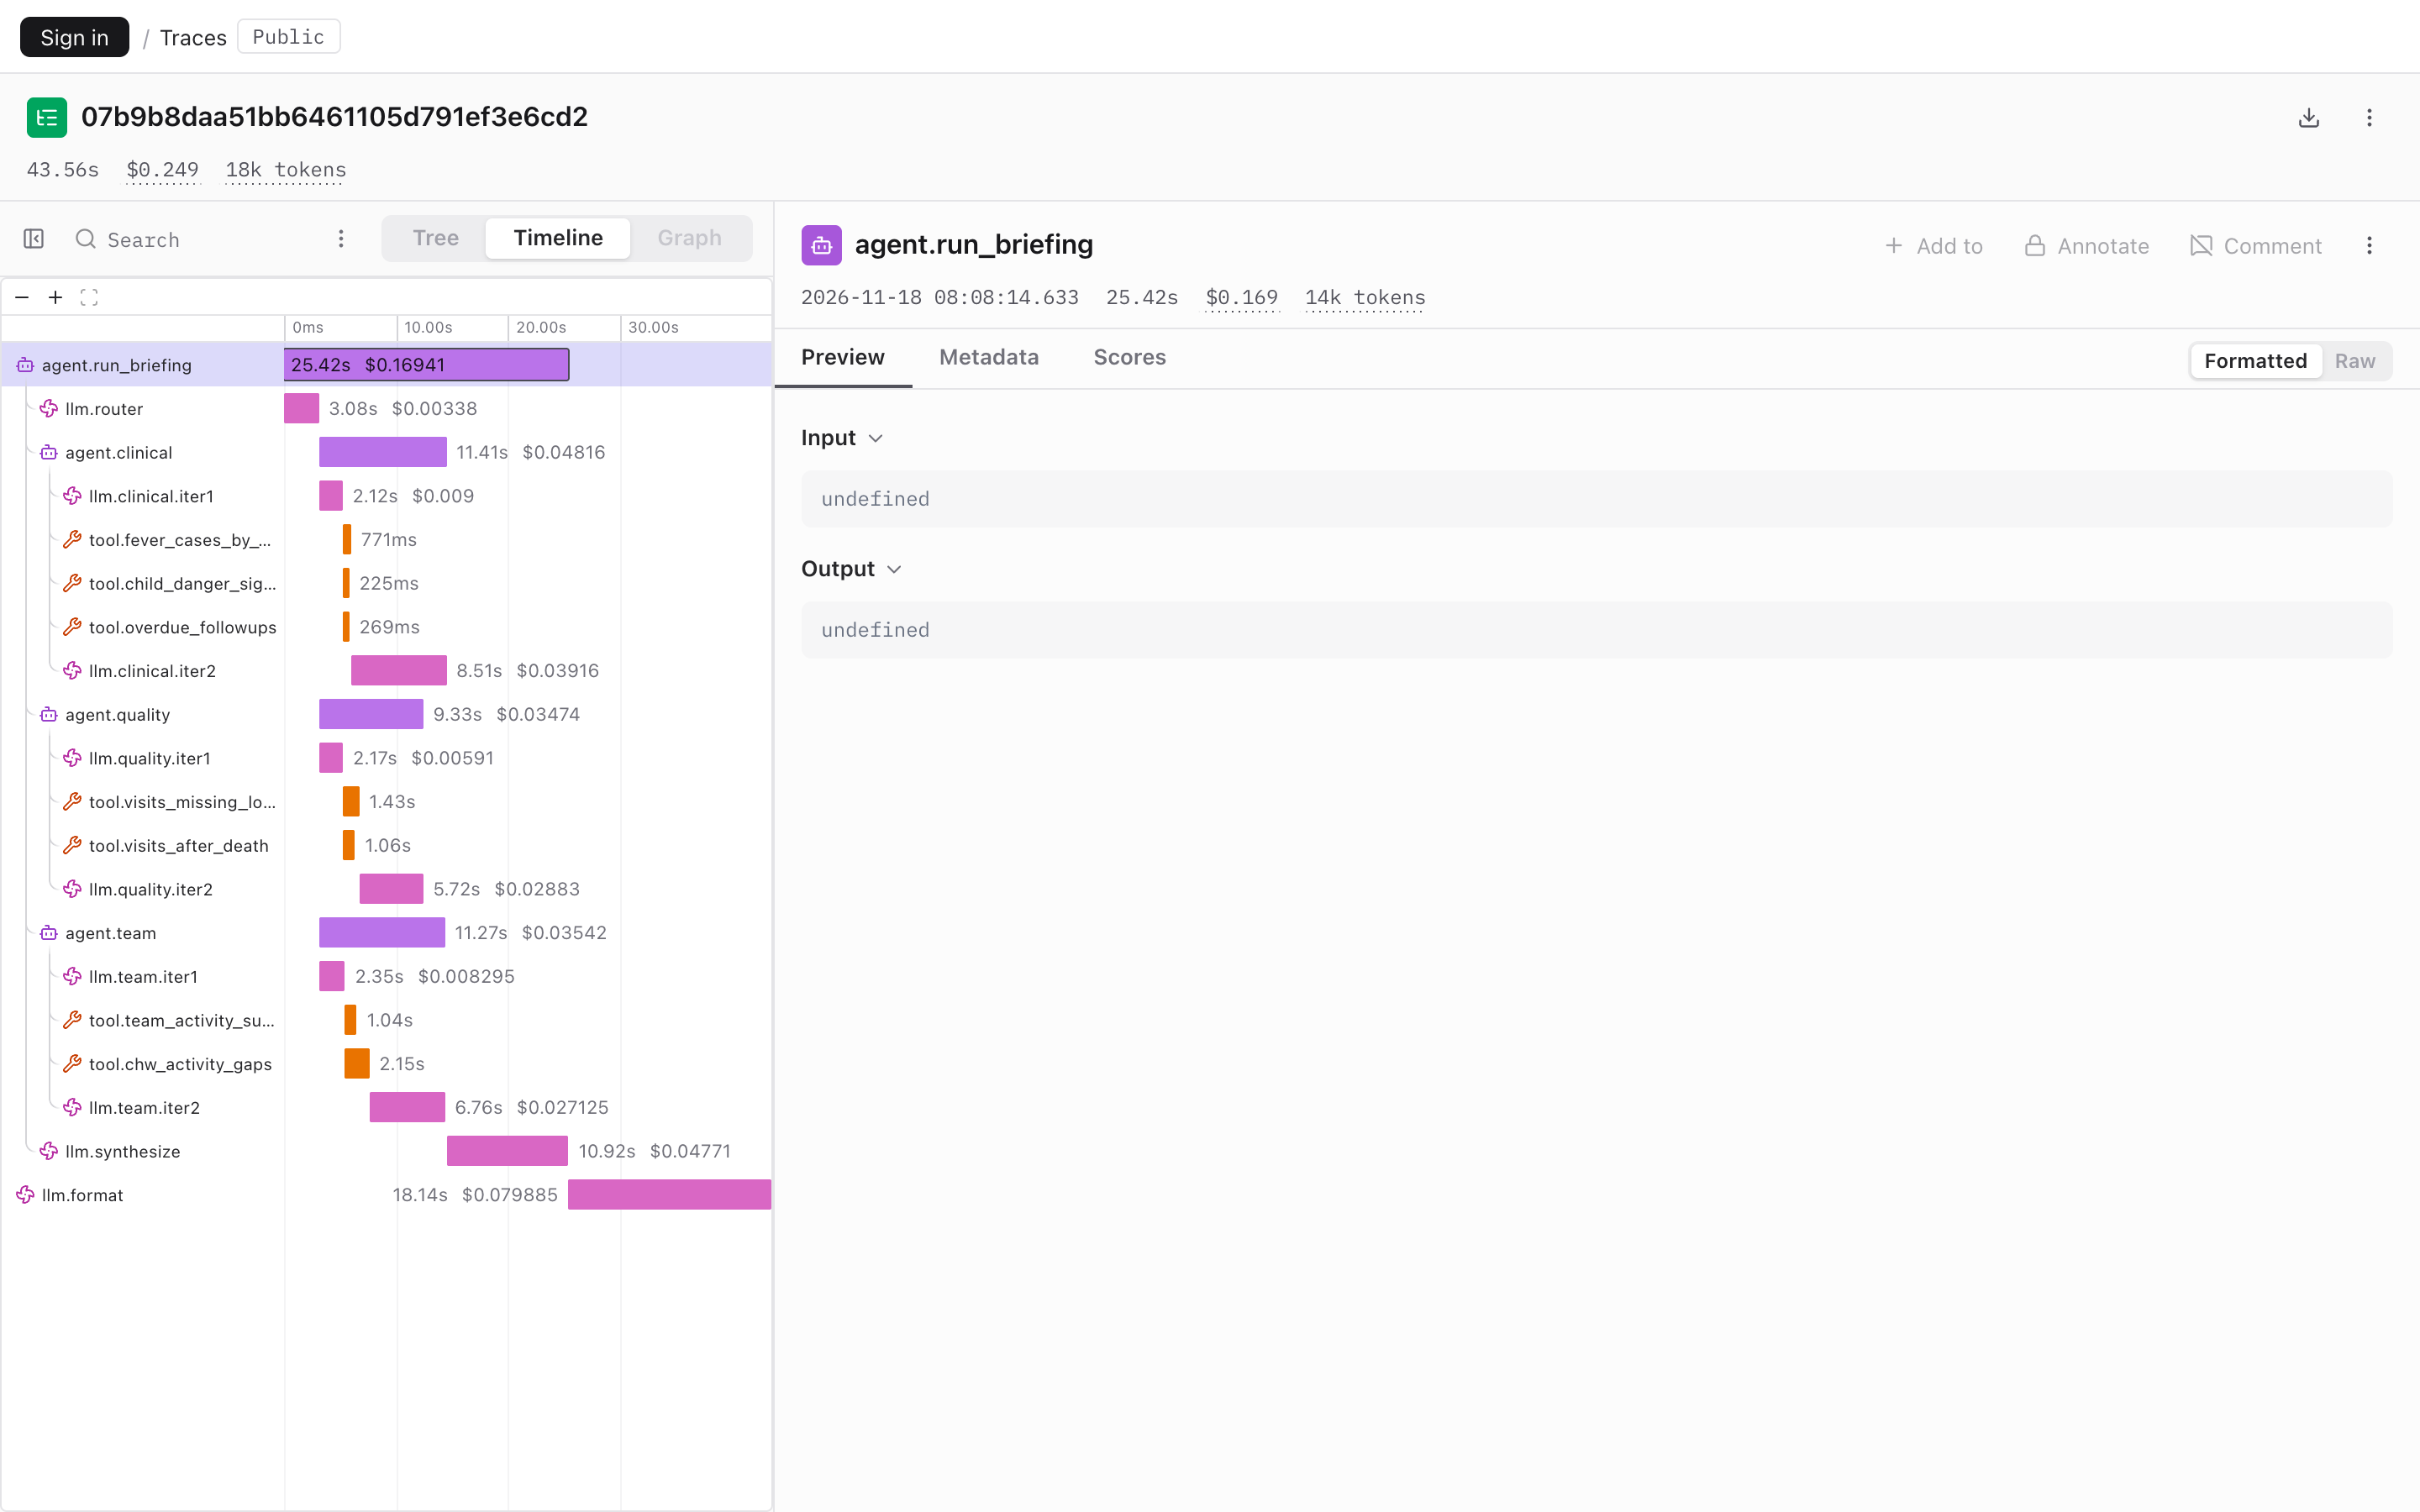 Sign in / Traces Public
07b9b8daa51bb6461105d791ef3e6cd2
43.56s $0.249 18k tokens
Search Tree Timeline Graph
0ms 10.00s 20.00s 30.00s
agent.run_briefing 25.42s $0.16941
llm.router 3.08s $0.00338
agent.clinical 11.41s $0.04816
llm.clinical.iter1 2.12s $0.009
tool.fever_cases_by_... 771ms
tool.child_danger_sig... 225ms
tool.overdue_followups 269ms
llm.clinical.iter2 8.51s $0.03916
agent.quality 9.33s $0.03474
llm.quality.iter1 2.17s $0.00591
tool.visits_missing_lo... 1.43s
tool.visits_after_death 1.06s
llm.quality.iter2 5.72s $0.02883
agent.team 11.27s $0.03542
llm.team.iter1 2.35s $0.008295
tool.team_activity_su... 1.04s
tool.chw_activity_gaps 2.15s
llm.team.iter2 6.76s $0.027125
llm.synthesize 10.92s $0.04771
llm.format 18.14s $0.079885
agent.run_briefing Add to Annotate Comment
2026-11-18 08:08:14.633 25.42s $0.169 14k tokens
Preview Metadata Scores Formatted Raw
Input
undefined
Output
undefined